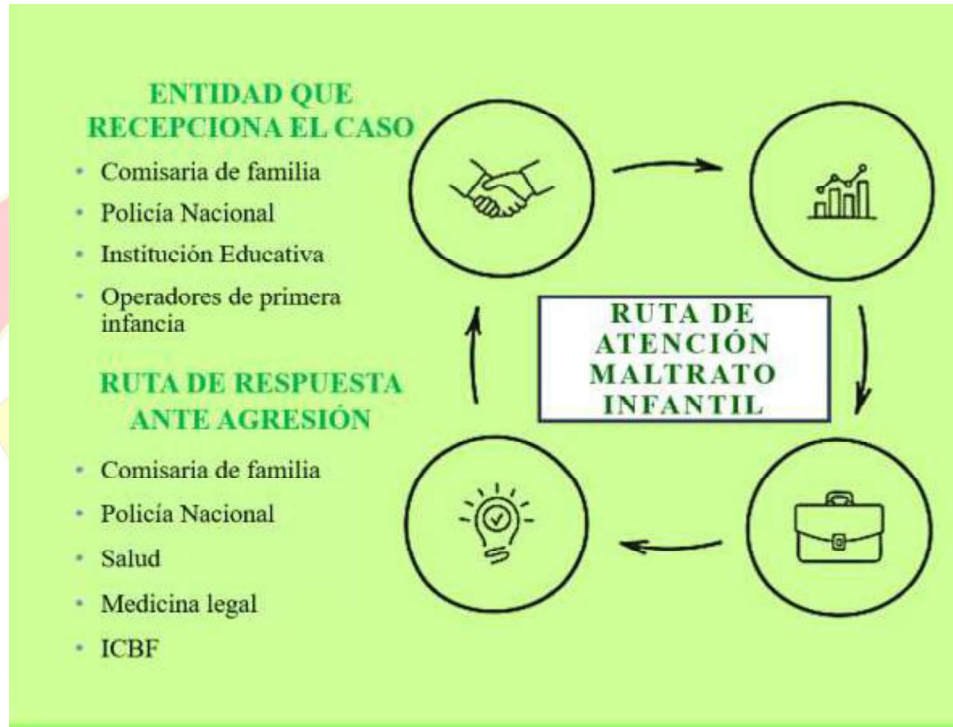 ENTIDAD QUE
RECEPCIONA EL CASO
• Comisaria de familia
• Policía Nacional
• Institución Educativa
• Operadores de primera
infancia
RUTA DE RESPUESTA
ANTE AGRESIÓN
• Comisaria de familia
• Policía Nacional
• Salud
• Medicina legal
• ICBF
RUTA DE
ATENCIÓN
MALTRATO
INFANTIL